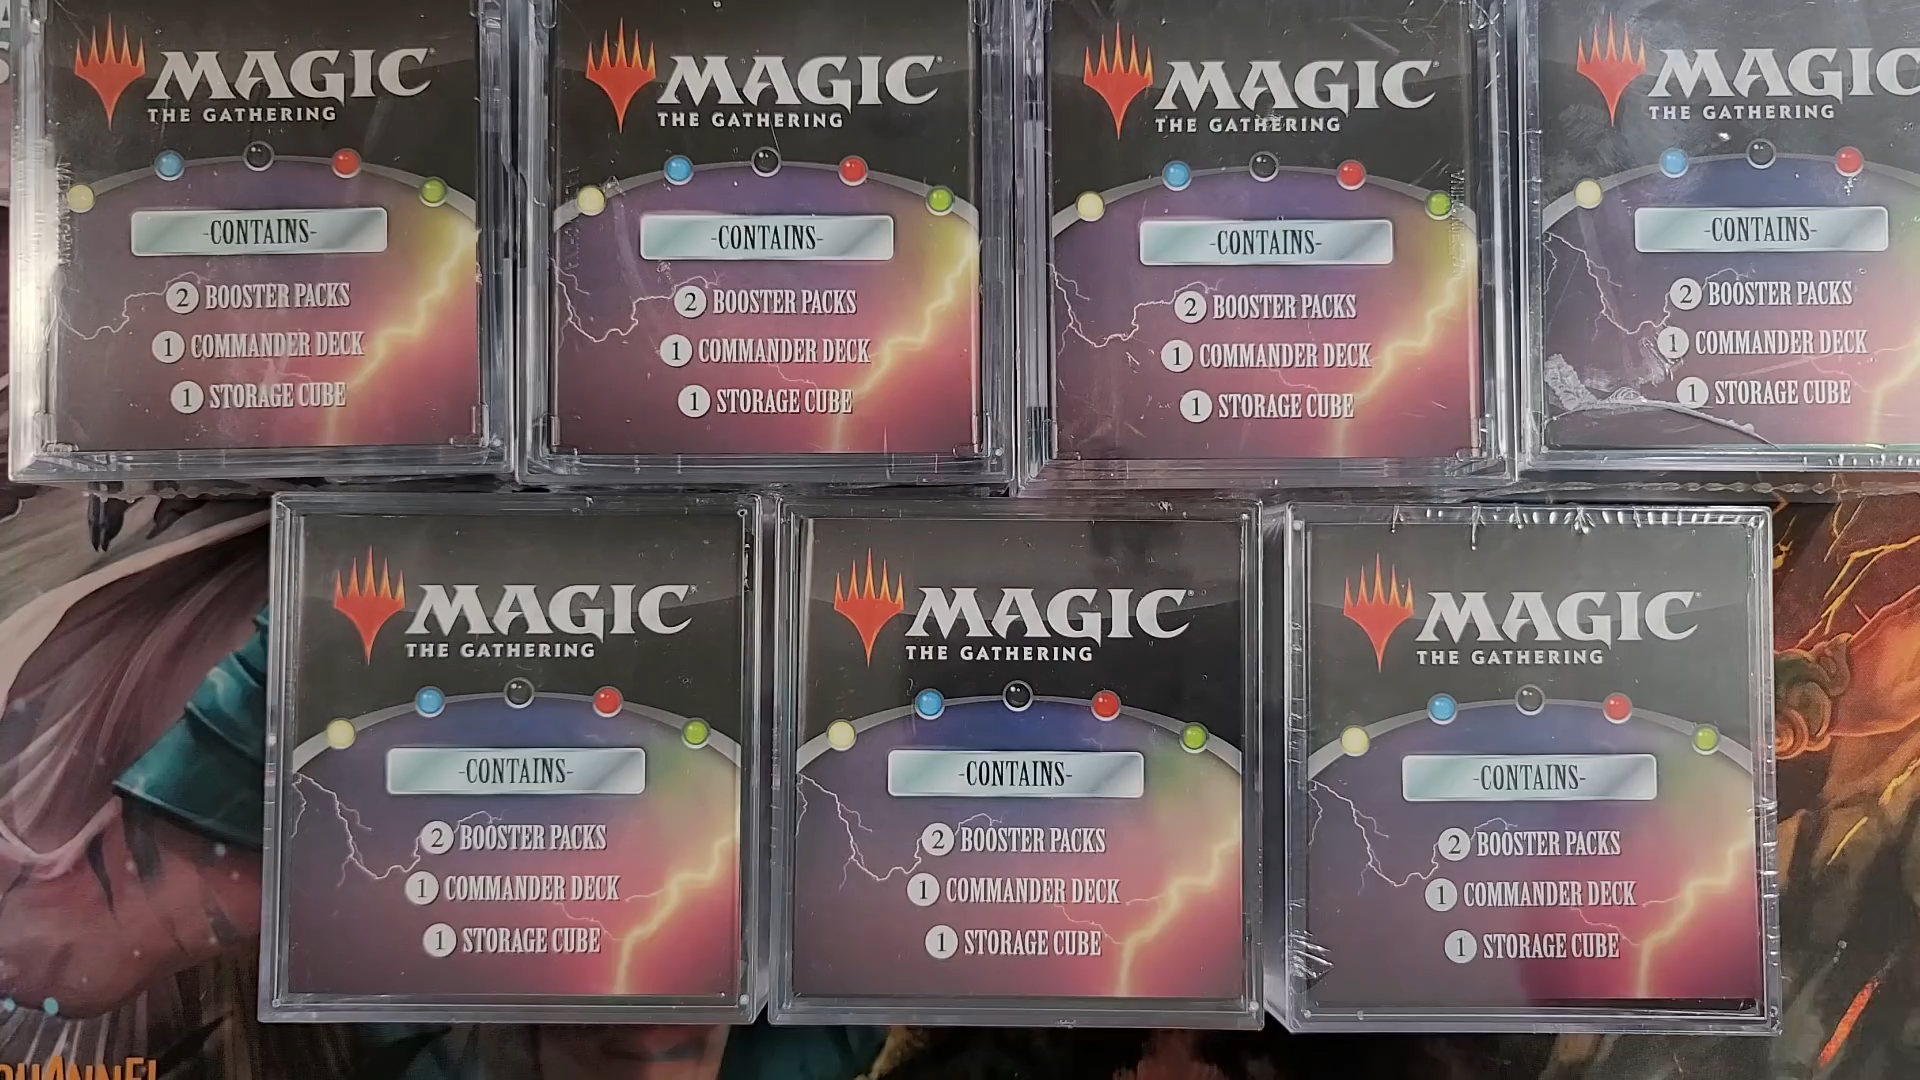 MAGIC
THE GATHERING
-CONTAINS-
2 BOOSTER PACKS
1 COMMANDER DECK
1 STORAGE CUBE
MAGIC
THE GATHERING
-CONTAINS-
2 BOOSTER PACKS
1 COMMANDER DECK
1 STORAGE CUBE
MAGIC
THE GATHERING
-CONTAINS-
2 BOOSTER PACKS
1 COMMANDER DECK
1 STORAGE CUBE
MAGIC
THE GATHERING
-CONTAINS-
2 BOOSTER PACKS
1 COMMANDER DECK
1 STORAGE CUBE
MAGIC
THE GATHERING
-CONTAINS-
2 BOOSTER PACKS
1 COMMANDER DECK
1 STORAGE CUBE
MAGIC
THE GATHERING
-CONTAINS-
2 BOOSTER PACKS
1 COMMANDER DECK
1 STORAGE CUBE
MAGIC
THE GATHERING
-CONTAINS-
2 BOOSTER PACKS
1 COMMANDER DECK
1 STORAGE CUBE